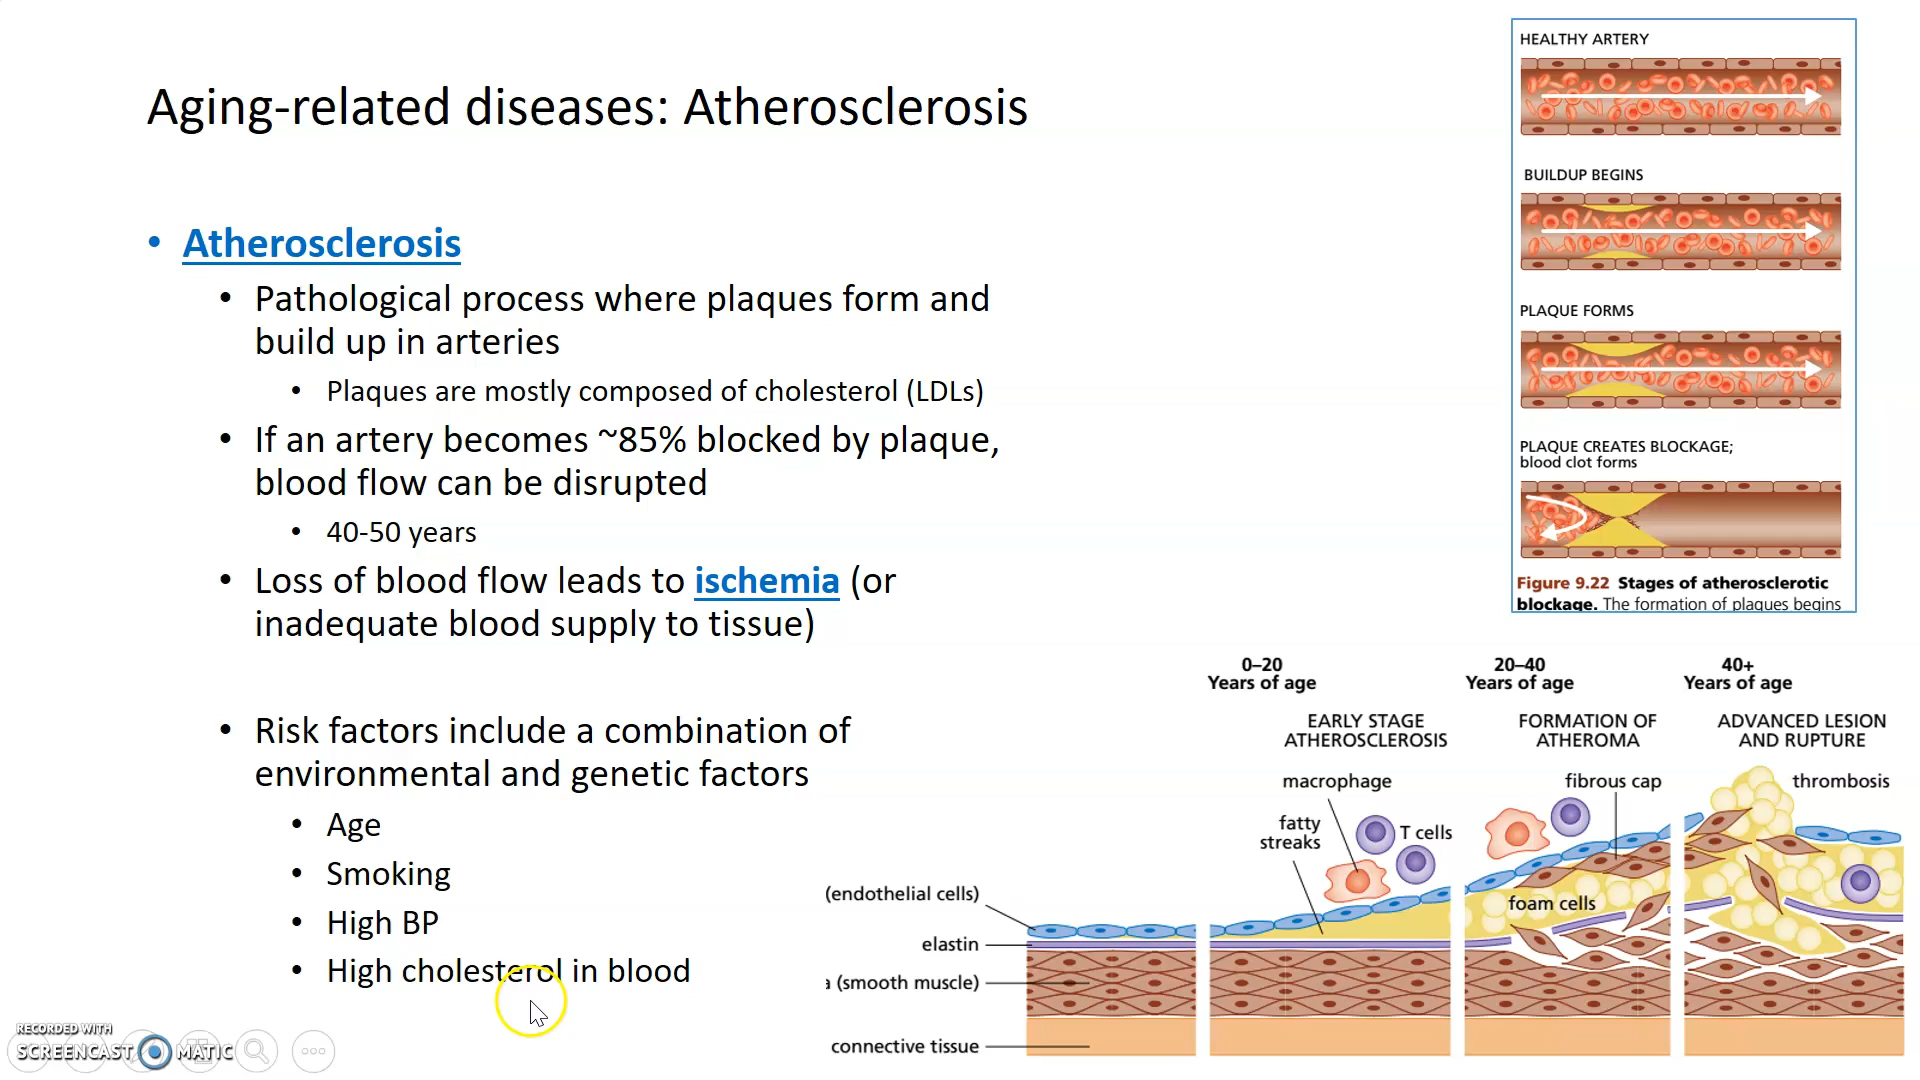 Aging-related diseases: Atherosclerosis
• Atherosclerosis
• Pathological process where plaques form and
build up in arteries
• Plaques are mostly composed of cholesterol (LDLs)
• If an artery becomes ~85% blocked by plaque,
blood flow can be disrupted
• 40-50 years
• Loss of blood flow leads to ischemia (or
inadequate blood supply to tissue)
• Risk factors include a combination of
environmental and genetic factors
• Age
• Smoking
• High BP
• High cholesterol in blood
HEALTHY ARTERY
BUILDUP BEGINS
PLAQUE FORMS
PLAQUE CREATES BLOCKAGE;
blood clot forms
Figure 9.22 Stages of atherosclerotic
blockage. The formation of plaques begins
0–20
Years of age
20–40
Years of age
40+
Years of age
EARLY STAGE
ATHEROSCLEROSIS
FORMATION OF
ATHEROMA
ADVANCED LESION
AND RUPTURE
macrophage
fatty
streaks
T cells
fibrous cap
foam cells
thrombosis
(endothelial cells)
elastin
a (smooth muscle)
connective tissue
RECORDED WITH
SCREENCAST MATIC